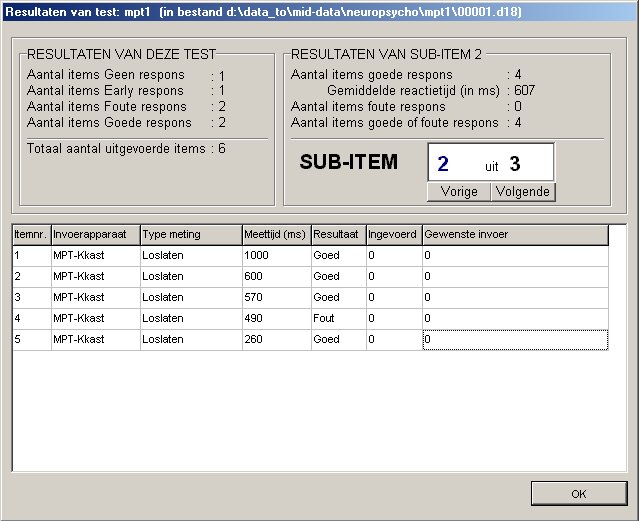 Resultaten van test: mpt1 (in bestand d:\data_to\mid-data\neuropsycho\mpt1\00001.d18)
RESULTATEN VAN DEZE TEST
Aantal items Geen respons : 1
Aantal items Early respons : 1
Aantal items Foute respons : 2
Aantal items Goede respons : 2
Totaal aantal uitgevoerde items : 6
RESULTATEN VAN SUB-ITEM 2
Aantal items goede respons : 4
Gemiddelde reactietijd (in ms) : 607
Aantal items foute respons : 0
Aantal items goede of foute respons : 4
SUB-ITEM 2 uit 3
Vorige Volgende
Itemnr. Invoerapparaat Type meting Meettijd (ms) Resultaat Ingevoerd Gewenste invoer
1 MPT-Kkast Loslaten 1000 Goed 0 0
2 MPT-Kkast Loslaten 600 Goed 0 0
3 MPT-Kkast Loslaten 570 Goed 0 0
4 MPT-Kkast Loslaten 490 Fout 0 0
5 MPT-Kkast Loslaten 260 Goed 0 0
OK